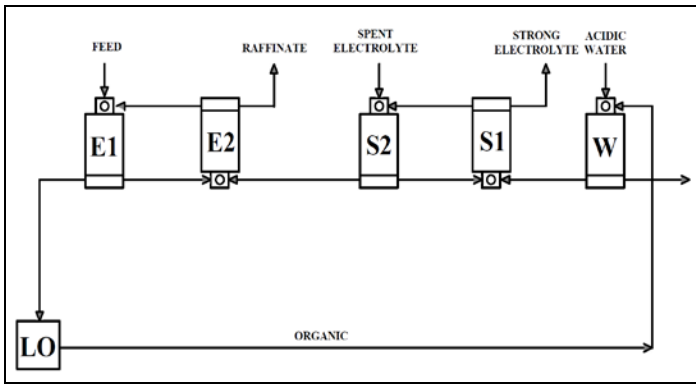 FEED
RAFFINATE
SPENT
ELECTROLYTE
STRONG
ELECTROLYTE
ACIDIC
WATER
E1
E2
S2
S1
W
LO
ORGANIC